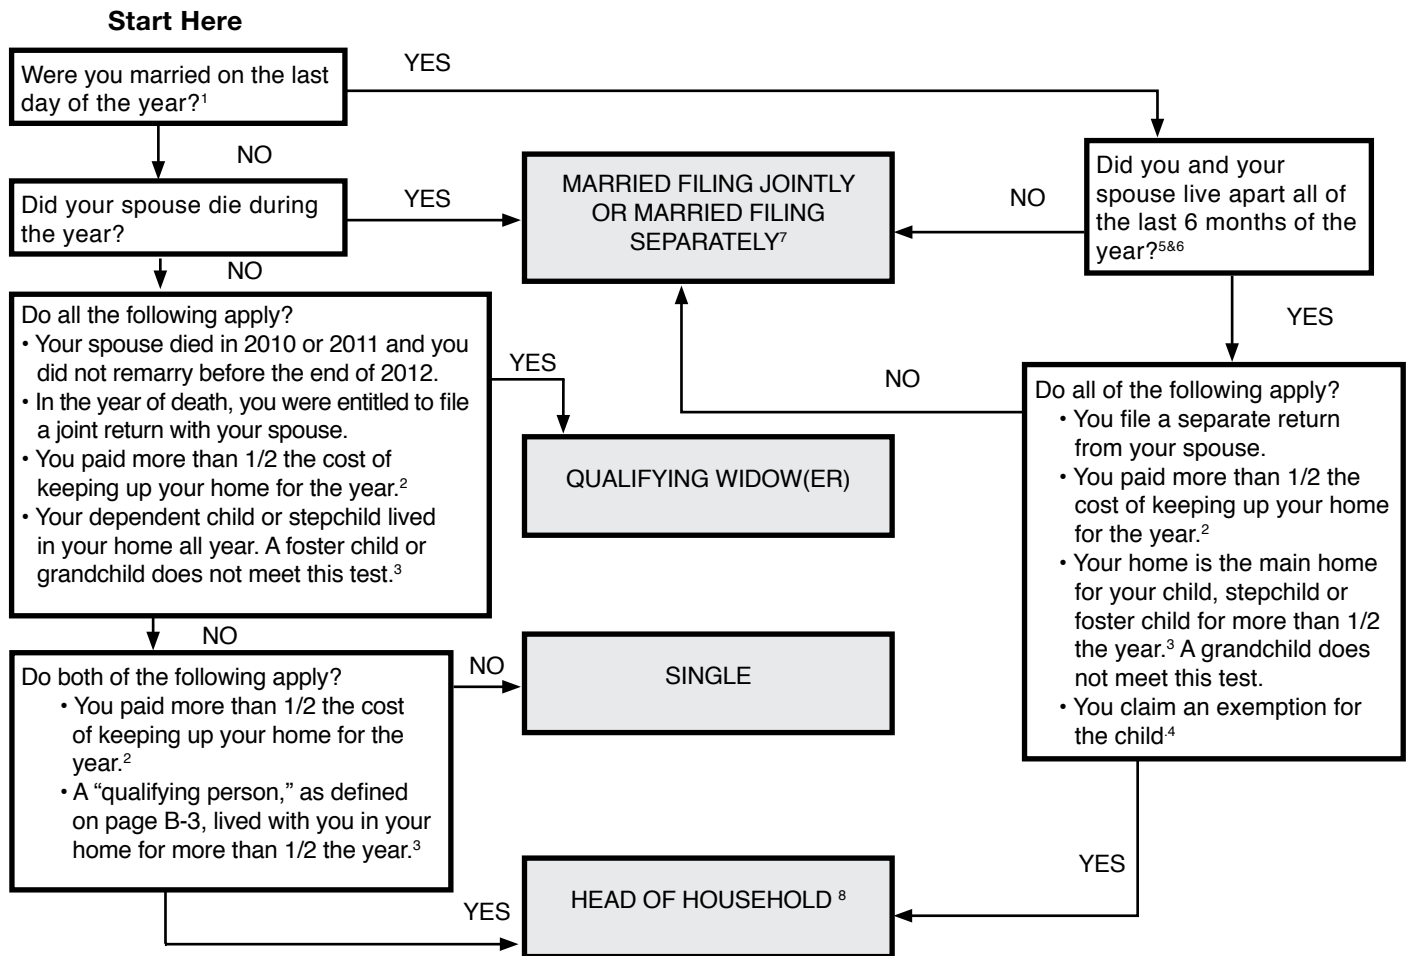 Start Here
Were you married on the last
day of the year?1
YES
NO
Did your spouse die during
the year?
YES
NO
MARRIED FILING JOINTLY
OR MARRIED FILING
SEPARATELY7
NO
Did you and your
spouse live apart all of
the last 6 months of the
year?5&6
YES
Do all the following apply?
• Your spouse died in 2010 or 2011 and you
did not remarry before the end of 2012.
• In the year of death, you were entitled to file
a joint return with your spouse.
• You paid more than 1/2 the cost of
keeping up your home for the year.2
• Your dependent child or stepchild lived
in your home all year. A foster child or
grandchild does not meet this test.3
YES
NO
QUALIFYING WIDOW(ER)
NO
Do all of the following apply?
• You file a separate return
from your spouse.
• You paid more than 1/2 the
cost of keeping up your home
for the year.2
• Your home is the main home
for your child, stepchild or
foster child for more than 1/2
the year.3 A grandchild does
not meet this test.
• You claim an exemption for
the child.4
YES
Do both of the following apply?
• You paid more than 1/2 the cost
of keeping up your home for the
year.2
• A “qualifying person,” as defined
on page B-3, lived with you in your
home for more than 1/2 the year.3
NO
SINGLE
YES
HEAD OF HOUSEHOLD 8